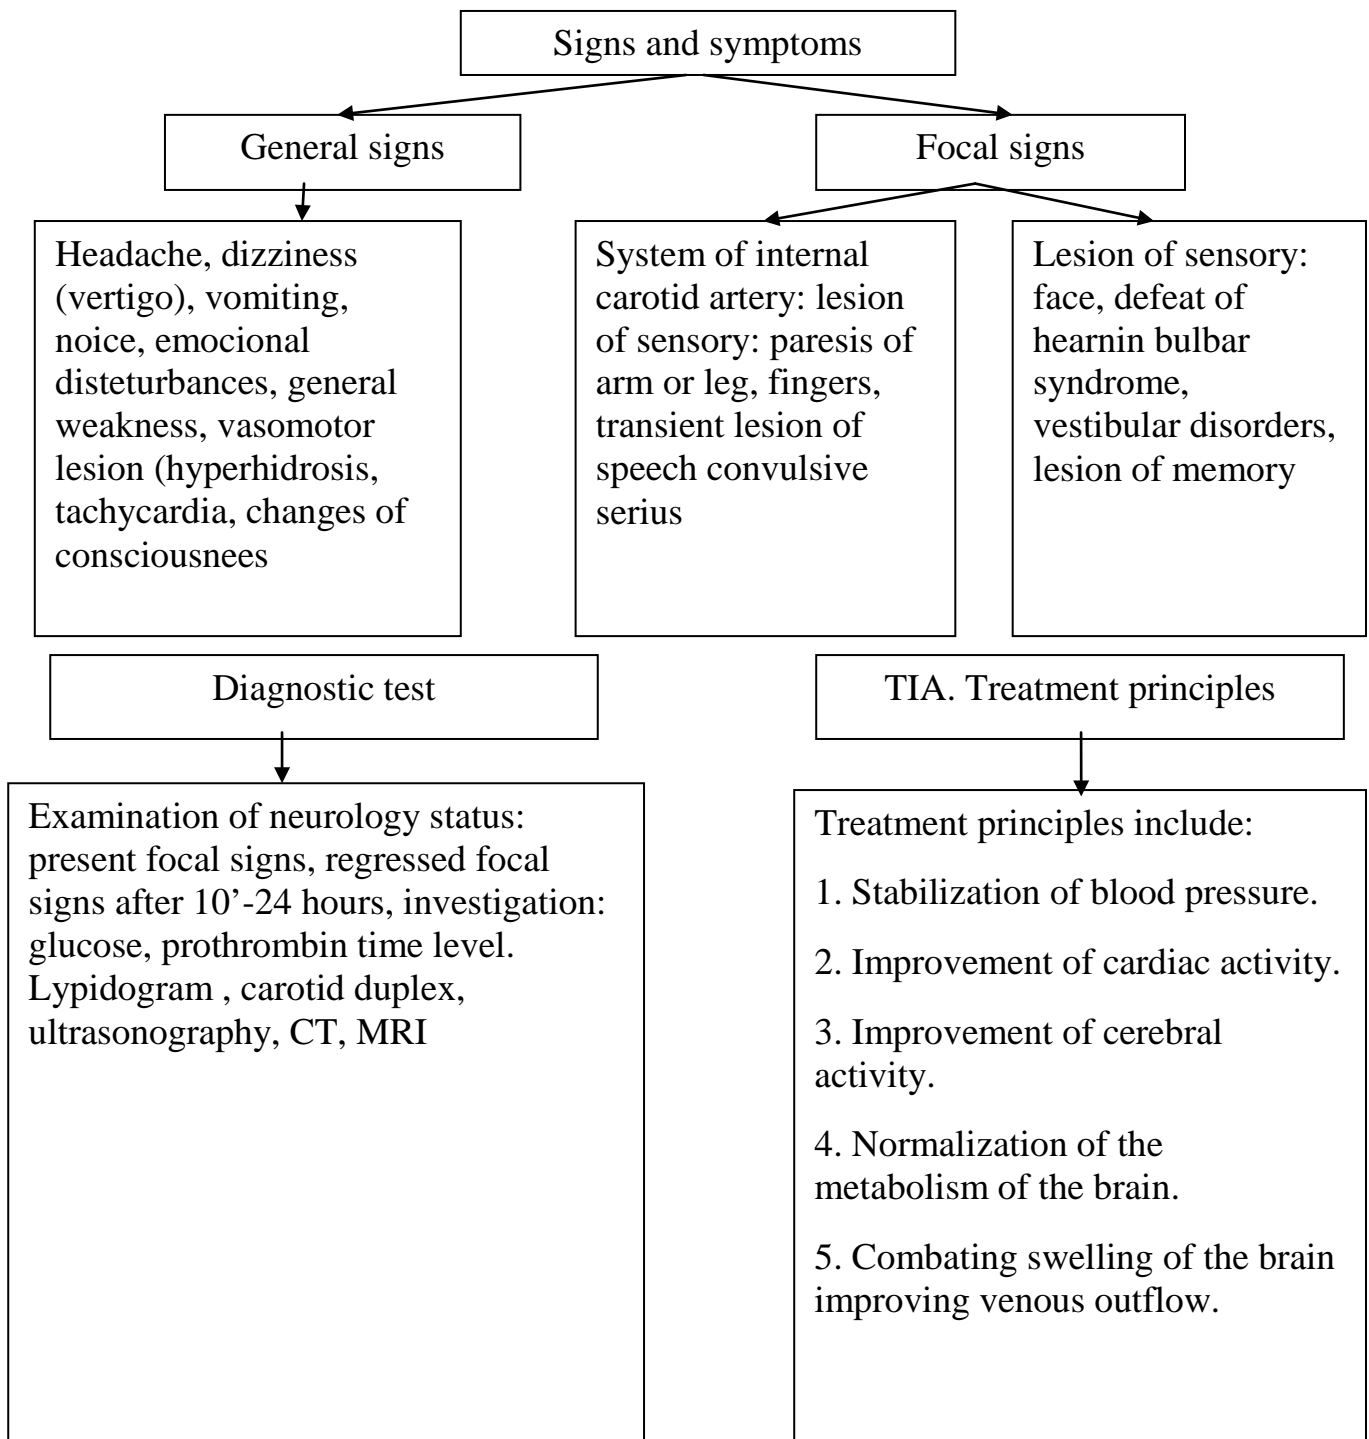 Signs and symptoms
General signs
Focal signs
Headache, dizziness
(vertigo), vomiting,
noice, emocional
disteturbances, general
weakness, vasomotor
lesion (hyperhidrosis,
tachycardia, changes of
consciousnees
System of internal
carotid artery: lesion
of sensory: paresis of
arm or leg, fingers,
transient lesion of
speech convulsive
serius
Lesion of sensory:
face, defeat of
hearnin bulbar
syndrome,
vestibular disorders,
lesion of memory
Diagnostic test
TIA. Treatment principles
Examination of neurology status:
present focal signs, regressed focal
signs after 10’-24 hours, investigation:
glucose, prothrombin time level.
Lypidogram , carotid duplex,
ultrasonography, CT, MRI
Treatment principles include:
1. Stabilization of blood pressure.
2. Improvement of cardiac activity.
3. Improvement of cerebral
activity.
4. Normalization of the
metabolism of the brain.
5. Combating swelling of the brain
improving venous outflow.